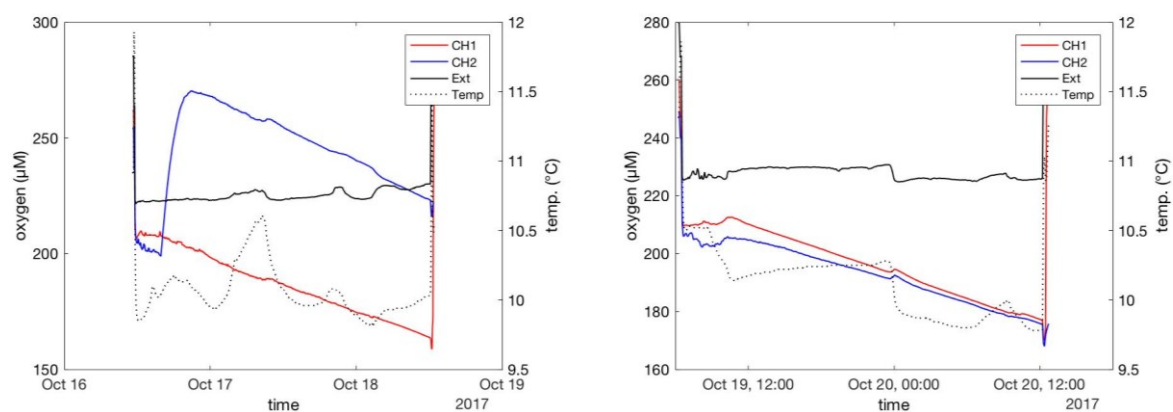 300
250
200
150
oxygen (µM)
12
11.5
11
10.5
10
9.5
temp. (°C)
CH1
CH2
Ext
Temp
Oct 16
Oct 17
Oct 18
Oct 19
time
2017
280
260
240
220
200
180
160
oxygen (µM)
12
11.5
11
10.5
10
9.5
temp. (°C)
CH1
CH2
Ext
Temp
Oct 19, 12:00
Oct 20, 00:00
Oct 20, 12:00
time
2017